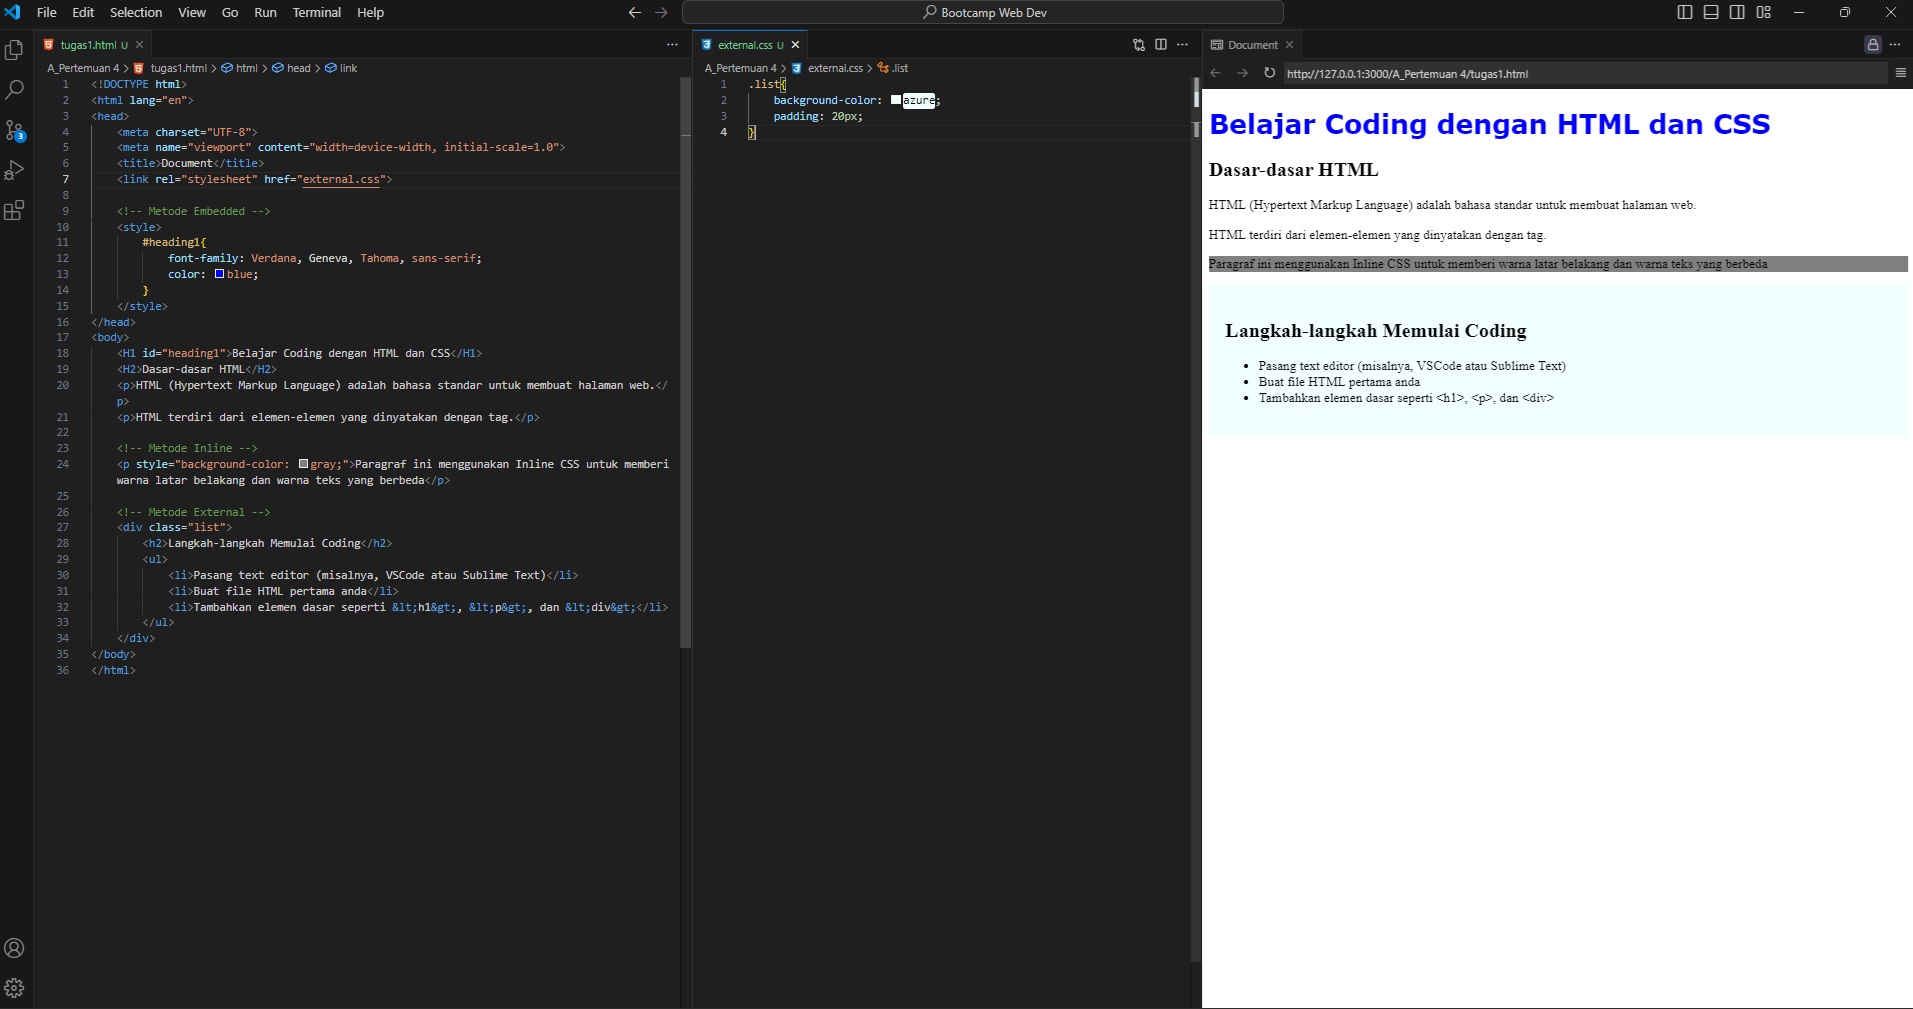 File Edit Selection View Go Run Terminal Help
Bootcamp Web Dev
3
tugas1.html U
A_Pertemuan 4 > tugas1.html > html > head > link
1 <!DOCTYPE html>
2 <html lang="en">
3 <head>
4 <meta charset="UTF-8">
5 <meta name="viewport" content="width=device-width, initial-scale=1.0">
6 <title>Document</title>
7 <link rel="stylesheet" href="external.css">
8
9 <!-- Metode Embedded -->
10 <style>
11 #heading1{
12 font-family: Verdana, Geneva, Tahoma, sans-serif;
13 color: blue;
14 }
15 </style>
16 </head>
17 <body>
18 <H1 id="heading1">Belajar Coding dengan HTML dan CSS</H1>
19 <H2>Dasar-dasar HTML</H2>
20 <p>HTML (Hypertext Markup Language) adalah bahasa standar untuk membuat halaman web.</
p>
21 <p>HTML terdiri dari elemen-elemen yang dinyatakan dengan tag.</p>
22
23 <!-- Metode Inline -->
24 <p style="background-color: gray;">Paragraf ini menggunakan Inline CSS untuk memberi
warna latar belakang dan warna teks yang berbeda</p>
25
26 <!-- Metode External -->
27 <div class="list">
28 <h2>Langkah-langkah Memulai Coding</h2>
29 <ul>
30 <li>Pasang text editor (misalnya, VSCode atau Sublime Text)</li>
31 <li>Buat file HTML pertama anda</li>
32 <li>Tambahkan elemen dasar seperti &lt;h1&gt;, &lt;p&gt;, dan &lt;div&gt;</li>
33 </ul>
34 </div>
35 </body>
36 </html>
external.css U
A_Pertemuan 4 > external.css > .list
1 .list{
2 background-color: azure;
3 padding: 20px;
4 }
Document
http://127.0.0.1:3000/A_Pertemuan 4/tugas1.html
Belajar Coding dengan HTML dan CSS
Dasar-dasar HTML
HTML (Hypertext Markup Language) adalah bahasa standar untuk membuat halaman web.
HTML terdiri dari elemen-elemen yang dinyatakan dengan tag.
Paragraf ini menggunakan Inline CSS untuk memberi warna latar belakang dan warna teks yang berbeda
Langkah-langkah Memulai Coding
• Pasang text editor (misalnya, VSCode atau Sublime Text)
• Buat file HTML pertama anda
• Tambahkan elemen dasar seperti <h1>, <p>, dan <div>